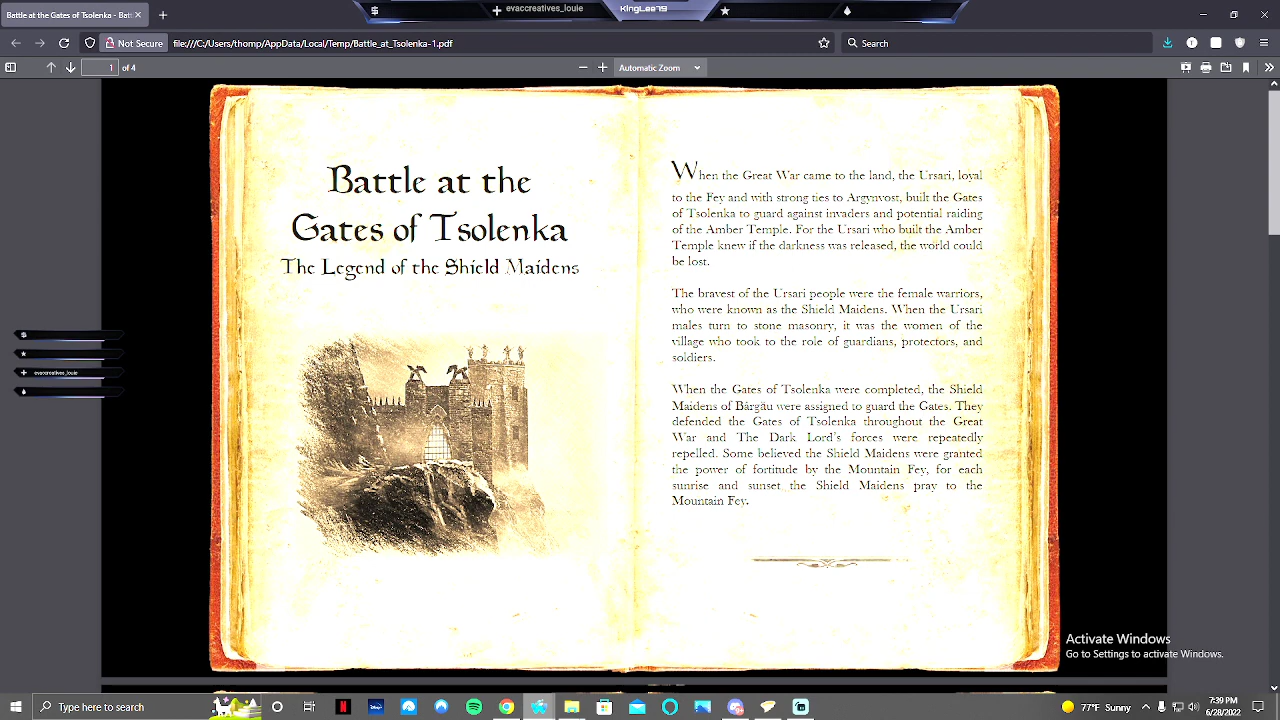 Battle at the Gates of Tsolenka - Bat
evaccreatives_louie
KingLee79
Not Secure
file:///C:/Users/thomp/AppData/Local/Temp/Battle_at_Tsolenka-1.pdf
Search
1 of 4
Automatic Zoom
Battle at the
Gates of Tsolenka
The Legend of the Shield Maidens
When the Great War came to the land, the Ursari, loyal
to the Fey and with strong ties to Argynvost, built the Gates
of Tsolenka to guard against invaders and potential raiding
of the Amber Temple. For the Ursari who built the Amber
Temple knew if the darkness was released, the world could
be lost.
The bravest of the Ursari people were the female warriors,
who were known as the Shield Maidens. When the Ursari
males turn to stone masonry, it was the women of the
village who took to the role of guardians, protectors, and
soldiers.
When the Gates of Tsolenka were completed, the Shield
Maidens of Bârgău were assigned to guard the Gates. They
defended the Gates of Tsolenka throughout the Great
War and The Dark Lord's forces were repeatedly
repelled. Some believed the Shield Maidens were granted
the power of fortitude by the Mountain Fey, for each
sunrise and sunset the Shield Maidens pray to the
Mountain Fey.
evaccreatives_louie
Activate Windows
Go to Settings to activate Windows.
Type here to search
77°F Sunny
7:39 PM
6/28/2022